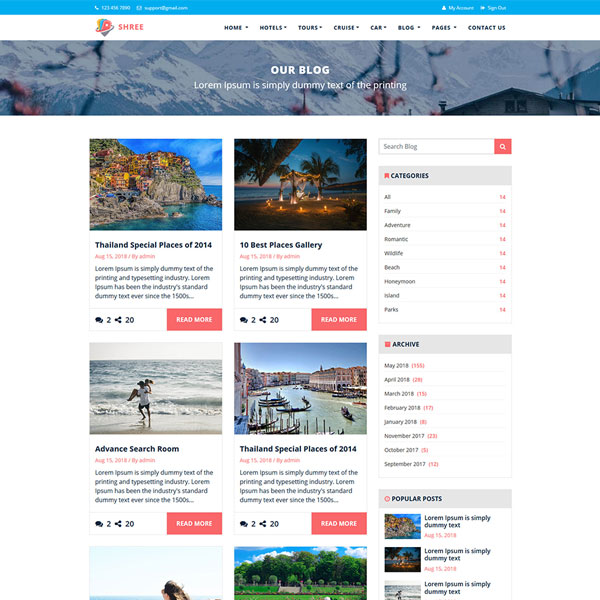 123 456 7890 support@gmail.com My Account Sign Out
SHREE HOME HOTELS TOURS CRUISE CAR BLOG PAGES CONTACT US
OUR BLOG
Lorem Ipsum is simply dummy text of the printing
Thailand Special Places of 2014
Aug 15, 2018 / By admin
Lorem Ipsum is simply dummy text of the
printing and typesetting industry. Lorem
Ipsum has been the industry's standard
dummy text ever since the 1500s...
2 20 READ MORE
10 Best Places Gallery
Aug 15, 2018 / By admin
Lorem Ipsum is simply dummy text of the
printing and typesetting industry. Lorem
Ipsum has been the industry's standard
dummy text ever since the 1500s...
2 20 READ MORE
Advance Search Room
Aug 15, 2018 / By admin
Lorem Ipsum is simply dummy text of the
printing and typesetting industry. Lorem
Ipsum has been the industry's standard
dummy text ever since the 1500s...
2 20 READ MORE
Thailand Special Places of 2014
Aug 15, 2018 / By admin
Lorem Ipsum is simply dummy text of the
printing and typesetting industry. Lorem
Ipsum has been the industry's standard
dummy text ever since the 1500s...
2 20 READ MORE
Search Blog
CATEGORIES
All 14
Family 14
Adventure 14
Romantic 14
Wildlife 14
Beach 14
Honeymoon 14
Island 14
Parks 14
ARCHIVE
May 2018 (155)
April 2018 (29)
March 2018 (15)
February 2018 (17)
January 2018 (8)
November 2017 (23)
October 2017 (5)
September 2017 (12)
POPULAR POSTS
Lorem Ipsum is simply
dummy text
Aug 15, 2018
Lorem Ipsum is simply
dummy text
Aug 15, 2018
Lorem Ipsum is simply
dummy text